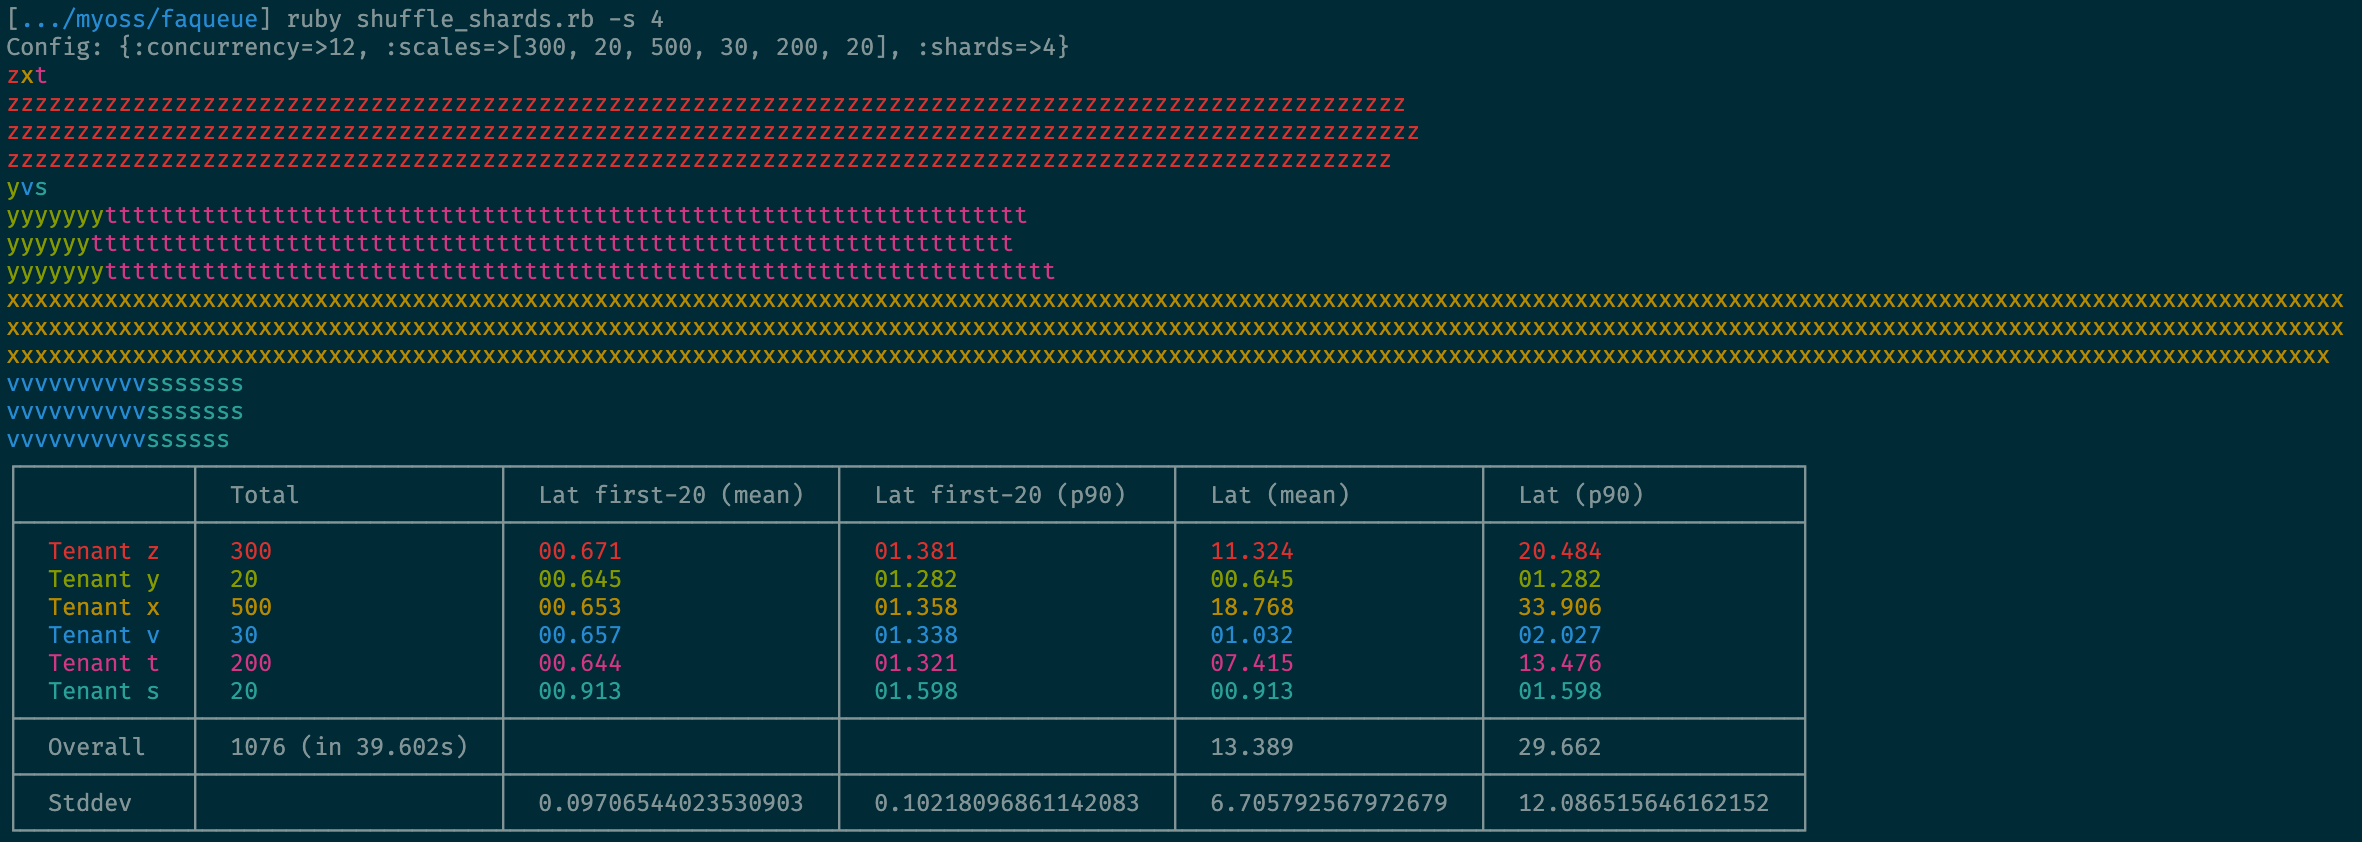 [.../myoss/faqueue] ruby shuffle_shards.rb -s 4
Config: {:concurrency=>12, :scales=>[300, 20, 500, 30, 200, 20], :shards=>4}
zxt
zzzzzzzzzzzzzzzzzzzzzzzzzzzzzzzzzzzzzzzzzzzzzzzzzzzzzzzzzzzzzzzzzzzzzzzzzzzzzzzzzzzzzzzzzzzzzzzzzzzz
zzzzzzzzzzzzzzzzzzzzzzzzzzzzzzzzzzzzzzzzzzzzzzzzzzzzzzzzzzzzzzzzzzzzzzzzzzzzzzzzzzzzzzzzzzzzzzzzzzzzz
zzzzzzzzzzzzzzzzzzzzzzzzzzzzzzzzzzzzzzzzzzzzzzzzzzzzzzzzzzzzzzzzzzzzzzzzzzzzzzzzzzzzzzzzzzzzzzzzzzz
yvs
yyyyyyytttttttttttttttttttttttttttttttttttttttttttttttttttttttttttttttttt
yyyyyytttttttttttttttttttttttttttttttttttttttttttttttttttttttttttttttttt
yyyyyyytttttttttttttttttttttttttttttttttttttttttttttttttttttttttttttttttttt
xxxxxxxxxxxxxxxxxxxxxxxxxxxxxxxxxxxxxxxxxxxxxxxxxxxxxxxxxxxxxxxxxxxxxxxxxxxxxxxxxxxxxxxxxxxxxxxxxxxxxxxxxxxxxxxxxxxxxxxxxxxxxxxxxxxxxxxxxxxxxxxxxxxxxxxxxxxxxxxxxxxxxxx
xxxxxxxxxxxxxxxxxxxxxxxxxxxxxxxxxxxxxxxxxxxxxxxxxxxxxxxxxxxxxxxxxxxxxxxxxxxxxxxxxxxxxxxxxxxxxxxxxxxxxxxxxxxxxxxxxxxxxxxxxxxxxxxxxxxxxxxxxxxxxxxxxxxxxxxxxxxxxxxxxxxxxxx
xxxxxxxxxxxxxxxxxxxxxxxxxxxxxxxxxxxxxxxxxxxxxxxxxxxxxxxxxxxxxxxxxxxxxxxxxxxxxxxxxxxxxxxxxxxxxxxxxxxxxxxxxxxxxxxxxxxxxxxxxxxxxxxxxxxxxxxxxxxxxxxxxxxxxxxxxxxxxxxxxxxxxx
vvvvvvvvvvsssssss
vvvvvvvvvvsssssss
vvvvvvvvvvssssss
Total Lat first-20 (mean) Lat first-20 (p90) Lat (mean) Lat (p90)
Tenant z 300 00.671 01.381 11.324 20.484
Tenant y 20 00.645 01.282 00.645 01.282
Tenant x 500 00.653 01.358 18.768 33.906
Tenant v 30 00.657 01.338 01.032 02.027
Tenant t 200 00.644 01.321 07.415 13.476
Tenant s 20 00.913 01.598 00.913 01.598
Overall 1076 (in 39.602s) 13.389 29.662
Stddev 0.09706544023530903 0.10218096861142083 6.705792567972679 12.086515646162152